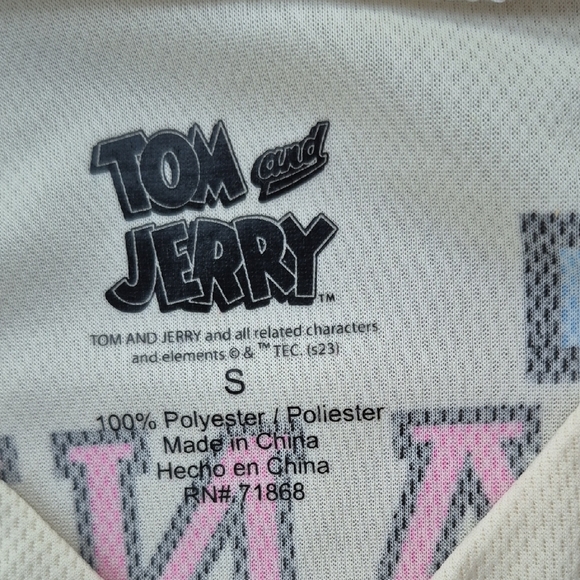 TOM and
JERRY™
TOM AND JERRY and all related characters
and elements © & ™ TEC. (s23)
S
100% Polyester / Poliester
Made in China
Hecho en China
RN#.71868